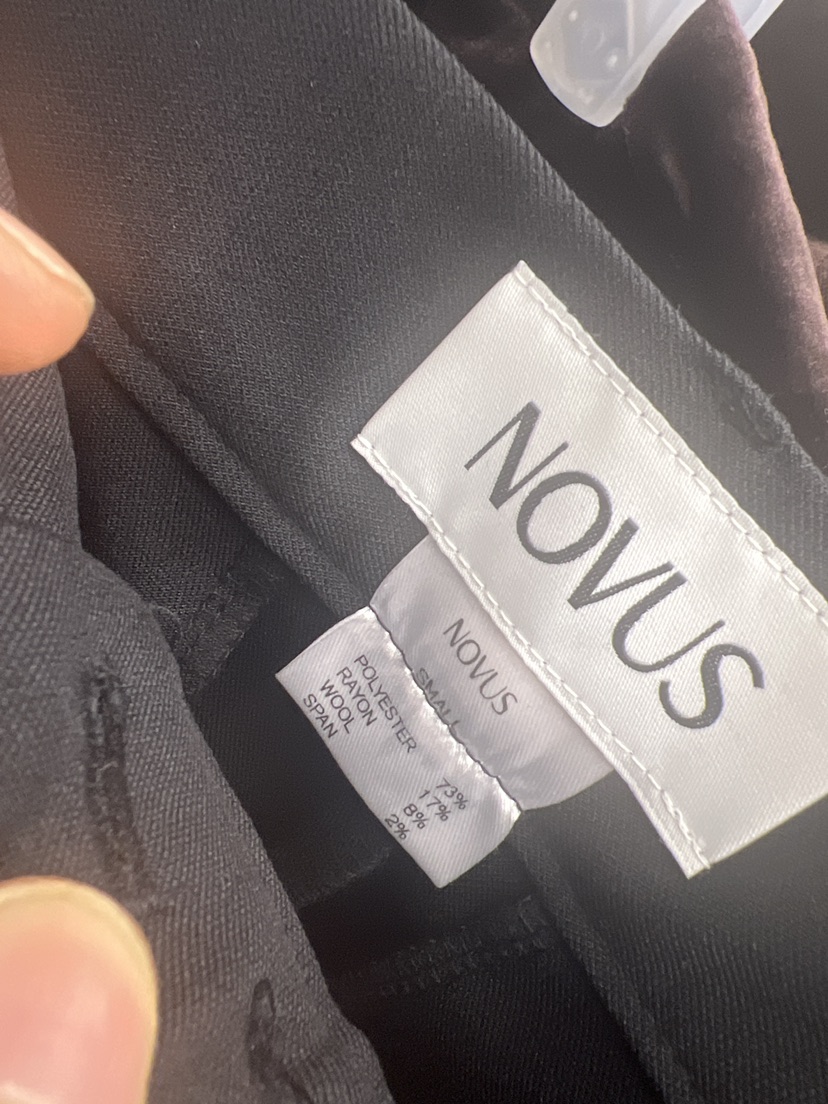 NOVUS
NOVUS
SMALL
POLYESTER 73%
RAYON 17%
WOOL 8%
SPAN 2%